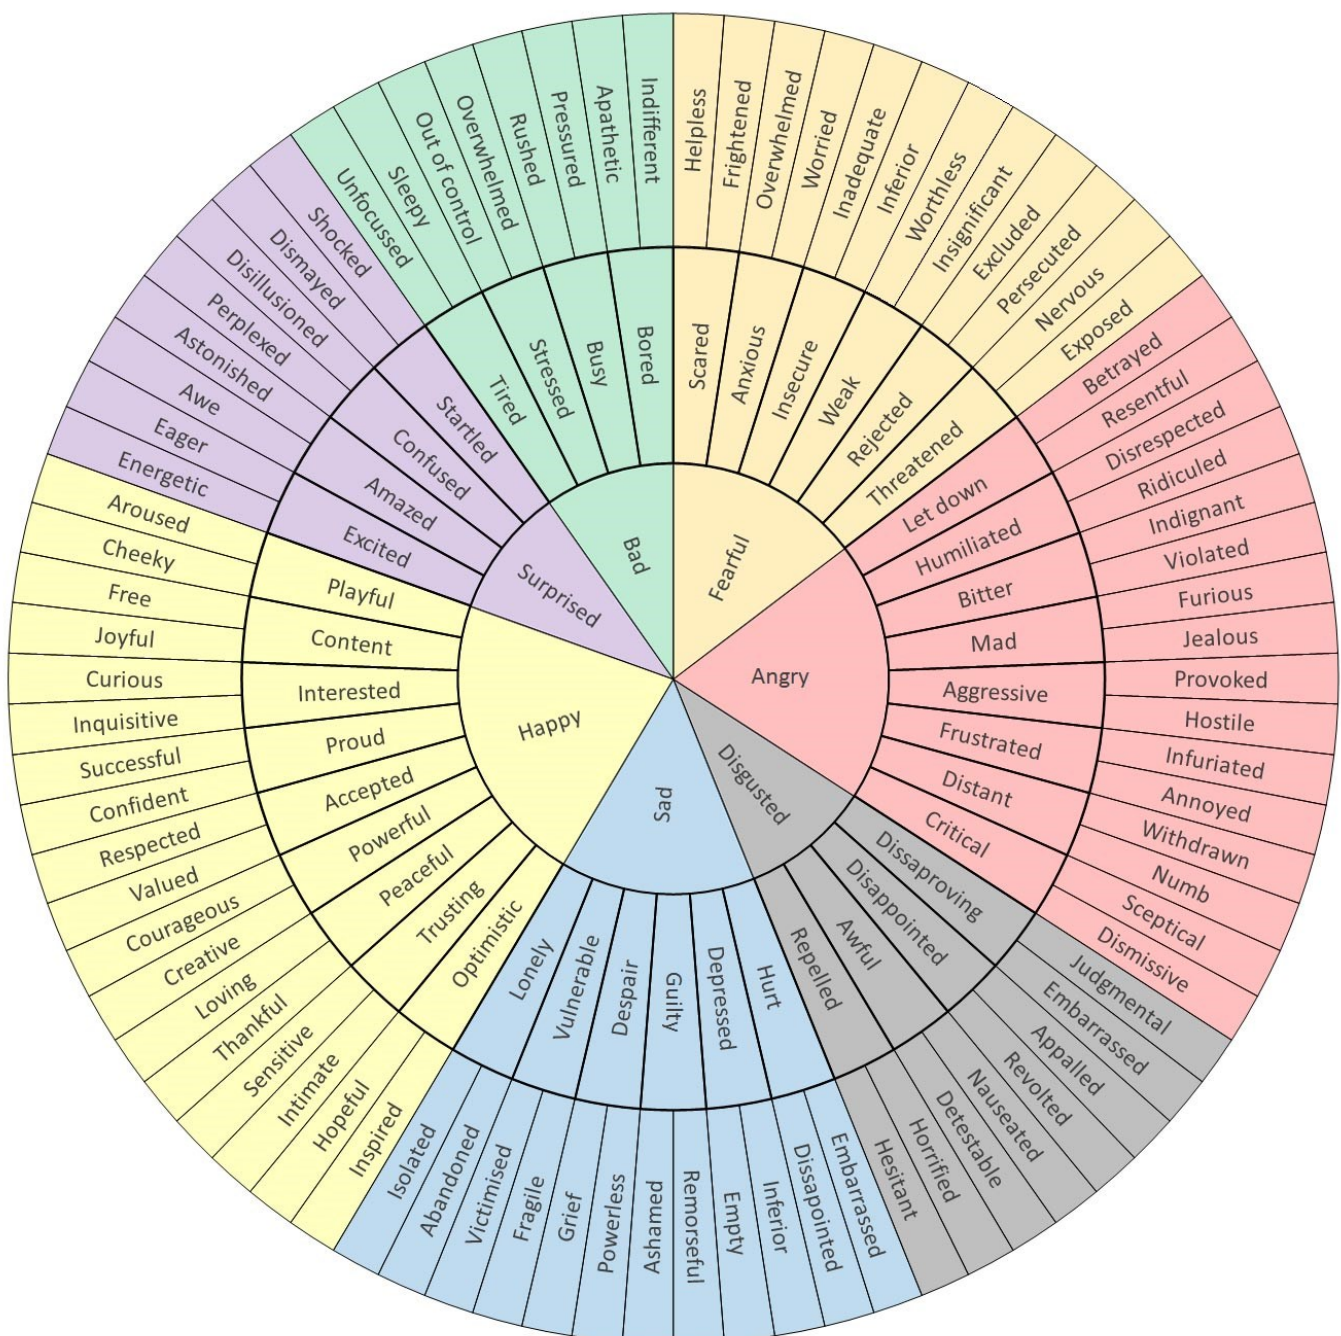 Fearful
Angry
Disgusted
Sad
Happy
Surprised
Bad
Scared
Anxious
Insecure
Weak
Rejected
Threatened
Let down
Humiliated
Bitter
Mad
Aggressive
Frustrated
Distant
Critical
Dissaproving
Disappointed
Awful
Repelled
Hurt
Depressed
Guilty
Despair
Vulnerable
Lonely
Optimistic
Trusting
Peaceful
Powerful
Accepted
Proud
Interested
Content
Playful
Excited
Amazed
Confused
Startled
Tired
Stressed
Busy
Bored
Helpless
Frightened
Overwhelmed
Worried
Inadequate
Inferior
Worthless
Insignificant
Excluded
Persecuted
Nervous
Exposed
Betrayed
Resentful
Disrespected
Ridiculed
Indignant
Violated
Furious
Jealous
Provoked
Hostile
Infuriated
Annoyed
Withdrawn
Numb
Sceptical
Dismissive
Judgmental
Embarrassed
Appalled
Revolted
Nauseated
Detestable
Horrified
Hesitant
Embarrassed
Dissapointed
Inferior
Empty
Remorseful
Ashamed
Powerless
Grief
Fragile
Victimised
Abandoned
Isolated
Inspired
Hopeful
Intimate
Sensitive
Thankful
Loving
Creative
Courageous
Valued
Respected
Confident
Successful
Inquisitive
Curious
Joyful
Free
Cheeky
Aroused
Energetic
Eager
Awe
Astonished
Perplexed
Disillusioned
Dismayed
Shocked
Unfocussed
Sleepy
Out of control
Overwhelmed
Rushed
Pressured
Apathetic
Indifferent